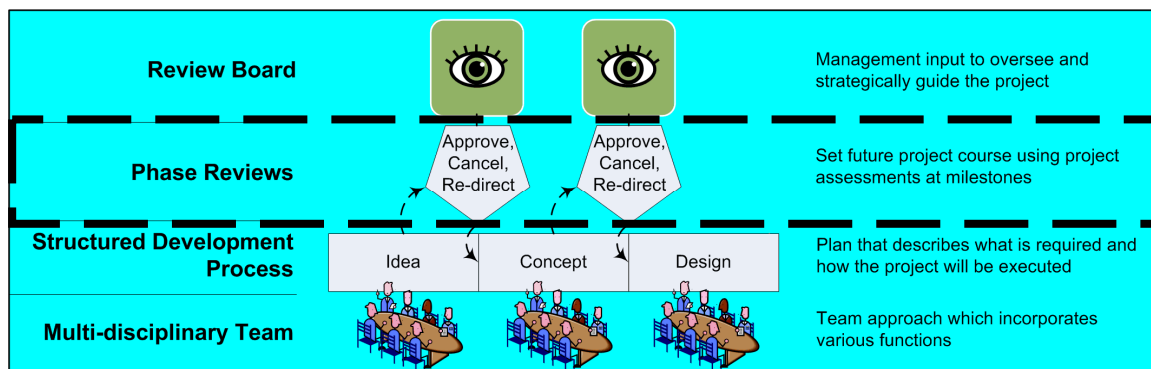 Review Board
Management input to oversee and
strategically guide the project
Phase Reviews
Approve,
Cancel,
Re-direct
Approve,
Cancel,
Re-direct
Set future project course using project
assessments at milestones
Structured Development
Process
Idea
Concept
Design
Plan that describes what is required and
how the project will be executed
Multi-disciplinary Team
Team approach which incorporates
various functions